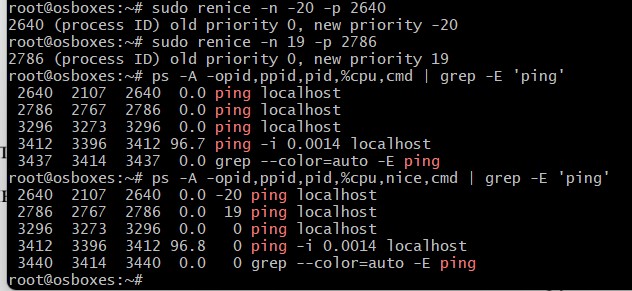 root@osboxes:~# sudo renice -n -20 -p 2640
2640 (process ID) old priority 0, new priority -20
root@osboxes:~# sudo renice -n 19 -p 2786
2786 (process ID) old priority 0, new priority 19
root@osboxes:~# ps -A -opid,ppid,pid,%cpu,cmd | grep -E 'ping'
2640 2107 2640 0.0 ping localhost
2786 2767 2786 0.0 ping localhost
3296 3273 3296 0.0 ping localhost
3412 3396 3412 96.7 ping -i 0.0014 localhost
3437 3414 3437 0.0 grep --color=auto -E ping
root@osboxes:~# ps -A -opid,ppid,pid,%cpu,nice,cmd | grep -E 'ping'
2640 2107 2640 0.0 -20 ping localhost
2786 2767 2786 0.0 19 ping localhost
3296 3273 3296 0.0 0 ping localhost
3412 3396 3412 96.8 0 ping -i 0.0014 localhost
3440 3414 3440 0.0 0 grep --color=auto -E ping
root@osboxes:~#